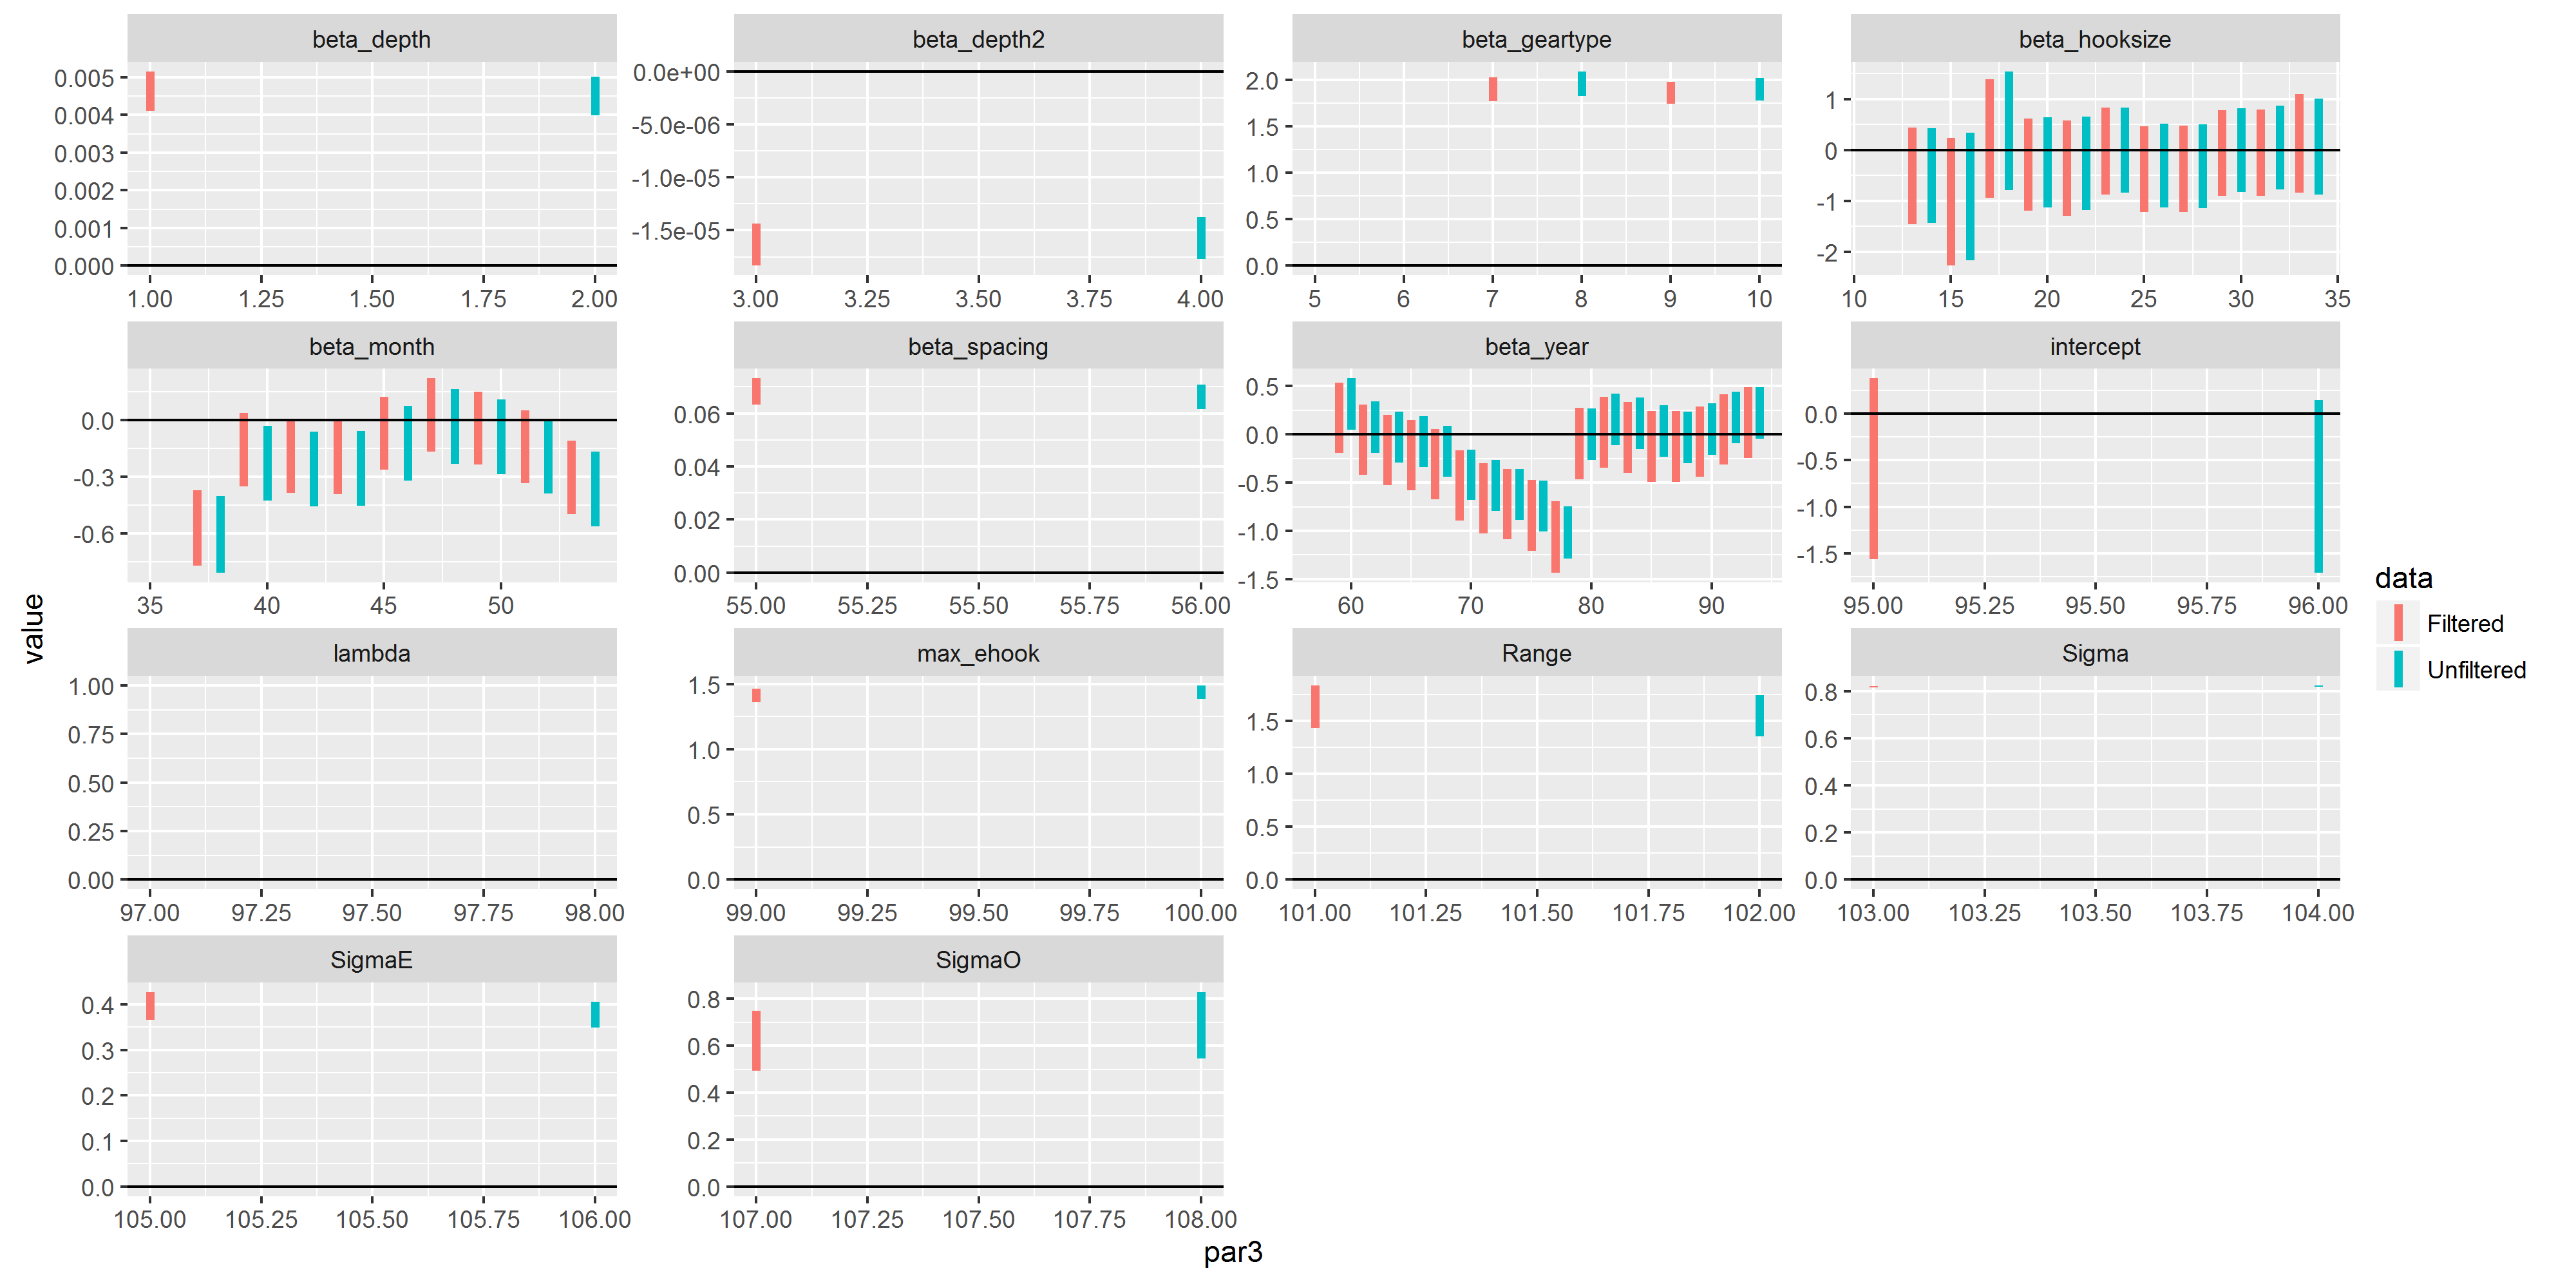 beta_depth beta_depth2 beta_geartype beta_hooksize
0.005
0.004
0.003
0.002
0.001
0.000
1.00 1.25 1.50 1.75 2.00
0.0e+00
-5.0e-06
-1.0e-05
-1.5e-05
3.00 3.25 3.50 3.75 4.00
2.0
1.5
1.0
0.5
0.0
5 6 7 8 9 10
1
0
-1
-2
10 15 20 25 30 35
beta_month beta_spacing beta_year intercept
0.0
-0.3
-0.6
35 40 45 50
0.06
0.04
0.02
0.00
55.00 55.25 55.50 55.75 56.00
0.5
0.0
-0.5
-1.0
-1.5
60 70 80 90
0.0
-0.5
-1.0
-1.5
95.00 95.25 95.50 95.75 96.00
lambda max_ehook Range Sigma
1.00
0.75
0.50
0.25
0.00
97.00 97.25 97.50 97.75 98.00
1.5
1.0
0.5
0.0
99.00 99.25 99.50 99.75 100.00
1.5
1.0
0.5
0.0
101.00 101.25 101.50 101.75 102.00
0.8
0.6
0.4
0.2
0.0
103.00 103.25 103.50 103.75 104.00
SigmaE SigmaO
0.4
0.3
0.2
0.1
0.0
105.00 105.25 105.50 105.75 106.00
0.8
0.6
0.4
0.2
0.0
107.00 107.25 107.50 107.75 108.00
value
par3
data
Filtered
Unfiltered